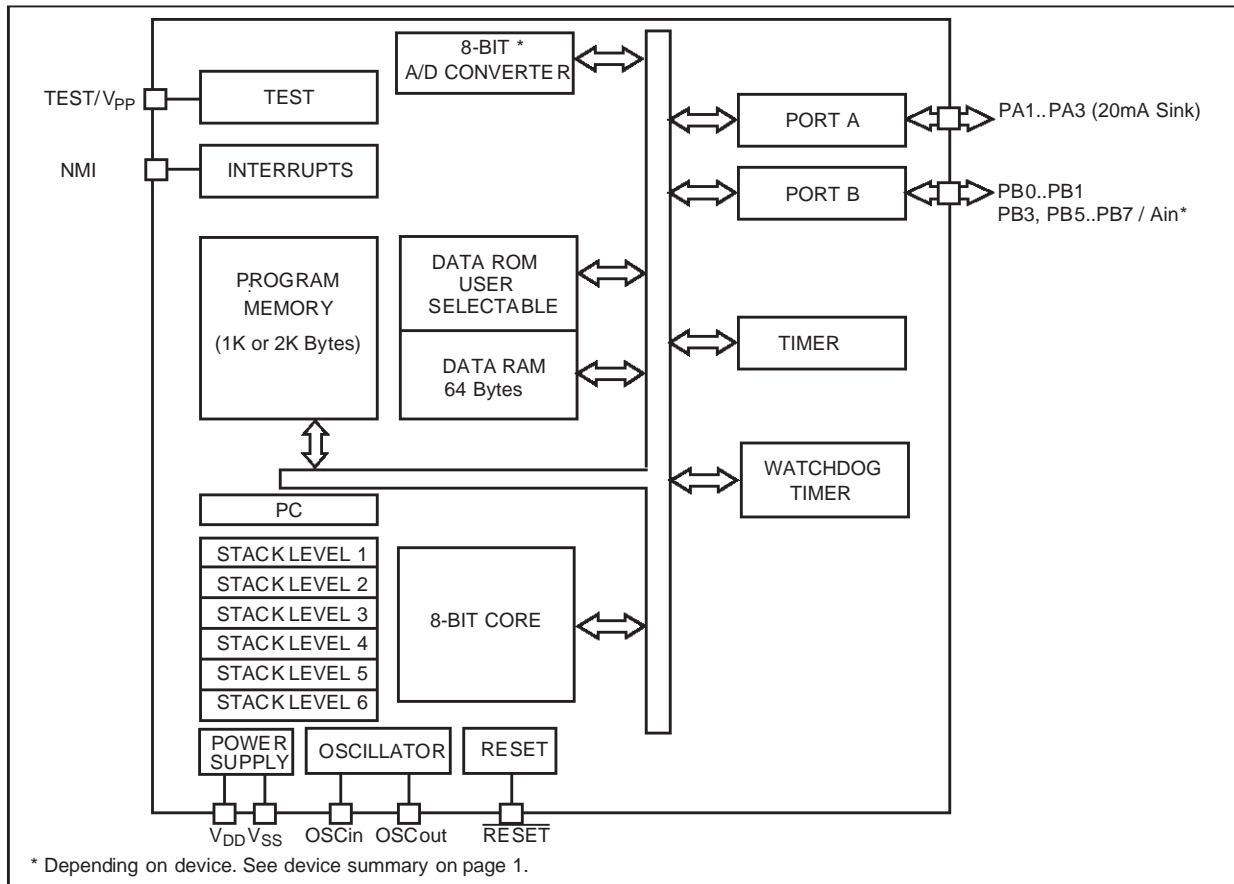 8-BIT *
A/D CONVERTER
TEST/VPP
TEST
PORT A
PA1..PA3 (20mA Sink)
NMI
INTERRUPTS
PORT B
PB0..PB1
PB3, PB5..PB7 / Ain*
PROGRAM
MEMORY
(1K or 2K Bytes)
DATA ROM
USER
SELECTABLE
DATA RAM
64 Bytes
TIMER
WATCHDOG
TIMER
PC
STACK LEVEL 1
STACK LEVEL 2
STACK LEVEL 3
STACK LEVEL 4
STACK LEVEL 5
STACK LEVEL 6
8-BIT CORE
POWER
SUPPLY
OSCILLATOR
RESET
VDD VSS OSCin OSCout RESET
* Depending on device. See device summary on page 1.